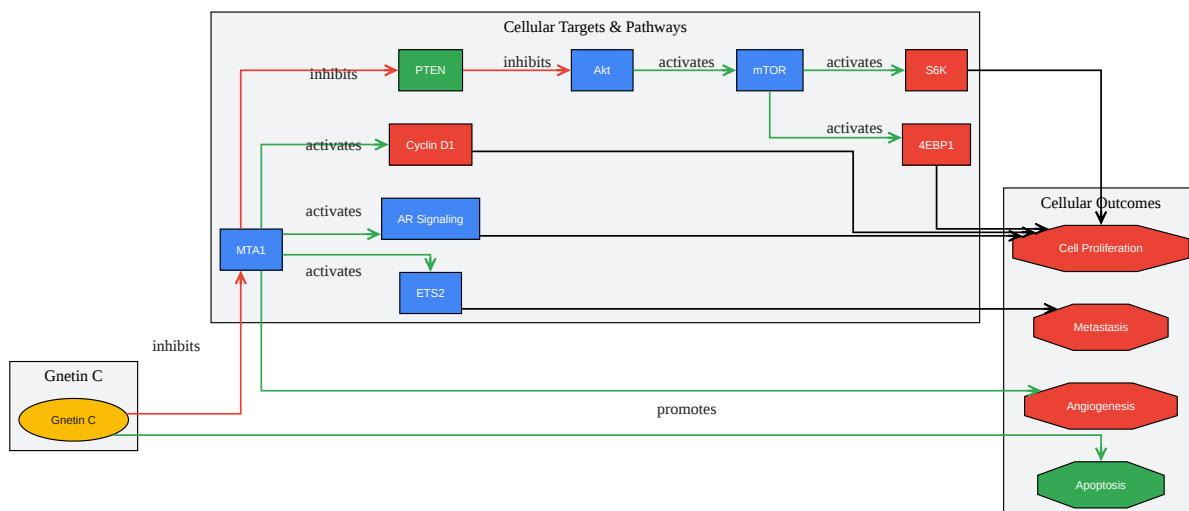 Cellular Targets & Pathways
inhibits
PTEN
inhibits
Akt
activates
mTOR
activates
S6K
activates
Cyclin D1
activates
4EBP1
activates
AR Signaling
MTA1
activates
ETS2
Cellular Outcomes
Cell Proliferation
Metastasis
Angiogenesis
Apoptosis
inhibits
Gnetin C
Gnetin C
promotes